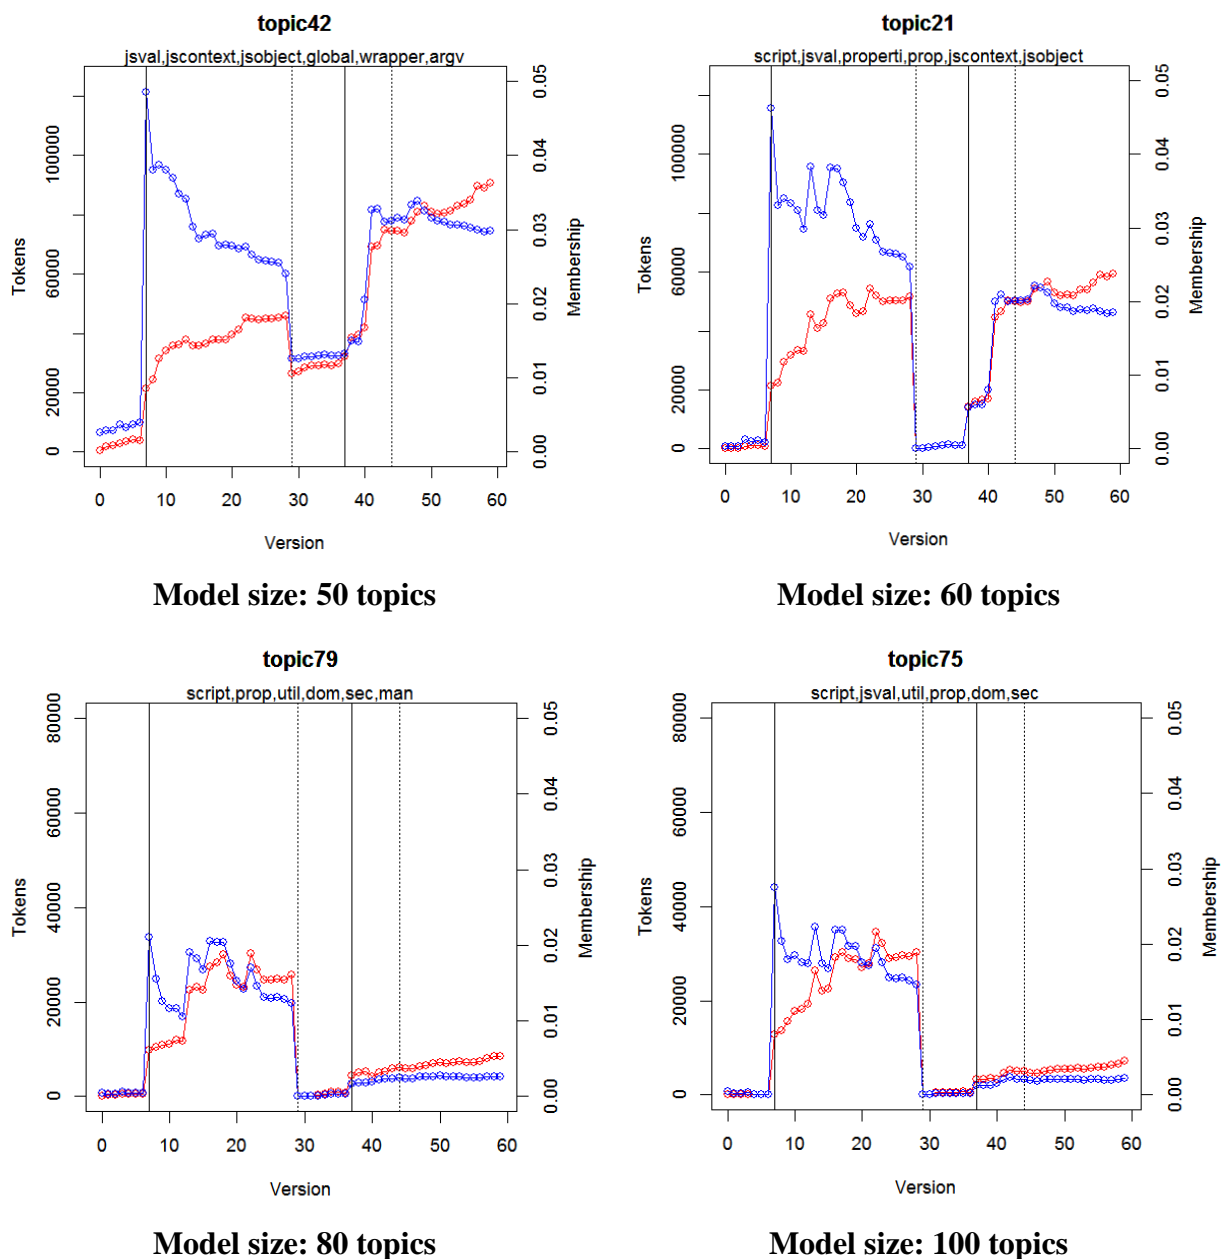 topic42
jsval,jscontext,jsobject,global,wrapper,argv
Tokens
0
20000
60000
100000
Membership
0.00
0.01
0.02
0.03
0.04
0.05
0 10 20 30 40 50 60
Version
Model size: 50 topics
topic21
script,jsval,properti,prop,jscontext,jsobject
Tokens
0
20000
60000
100000
Membership
0.00
0.01
0.02
0.03
0.04
0.05
0 10 20 30 40 50 60
Version
Model size: 60 topics
topic79
script,prop,util,dom,sec,man
Tokens
0
20000
40000
60000
80000
Membership
0.00
0.01
0.02
0.03
0.04
0.05
0 10 20 30 40 50 60
Version
Model size: 80 topics
topic75
script,jsval,util,prop,dom,sec
Tokens
0
20000
40000
60000
80000
Membership
0.00
0.01
0.02
0.03
0.04
0.05
0 10 20 30 40 50 60
Version
Model size: 100 topics